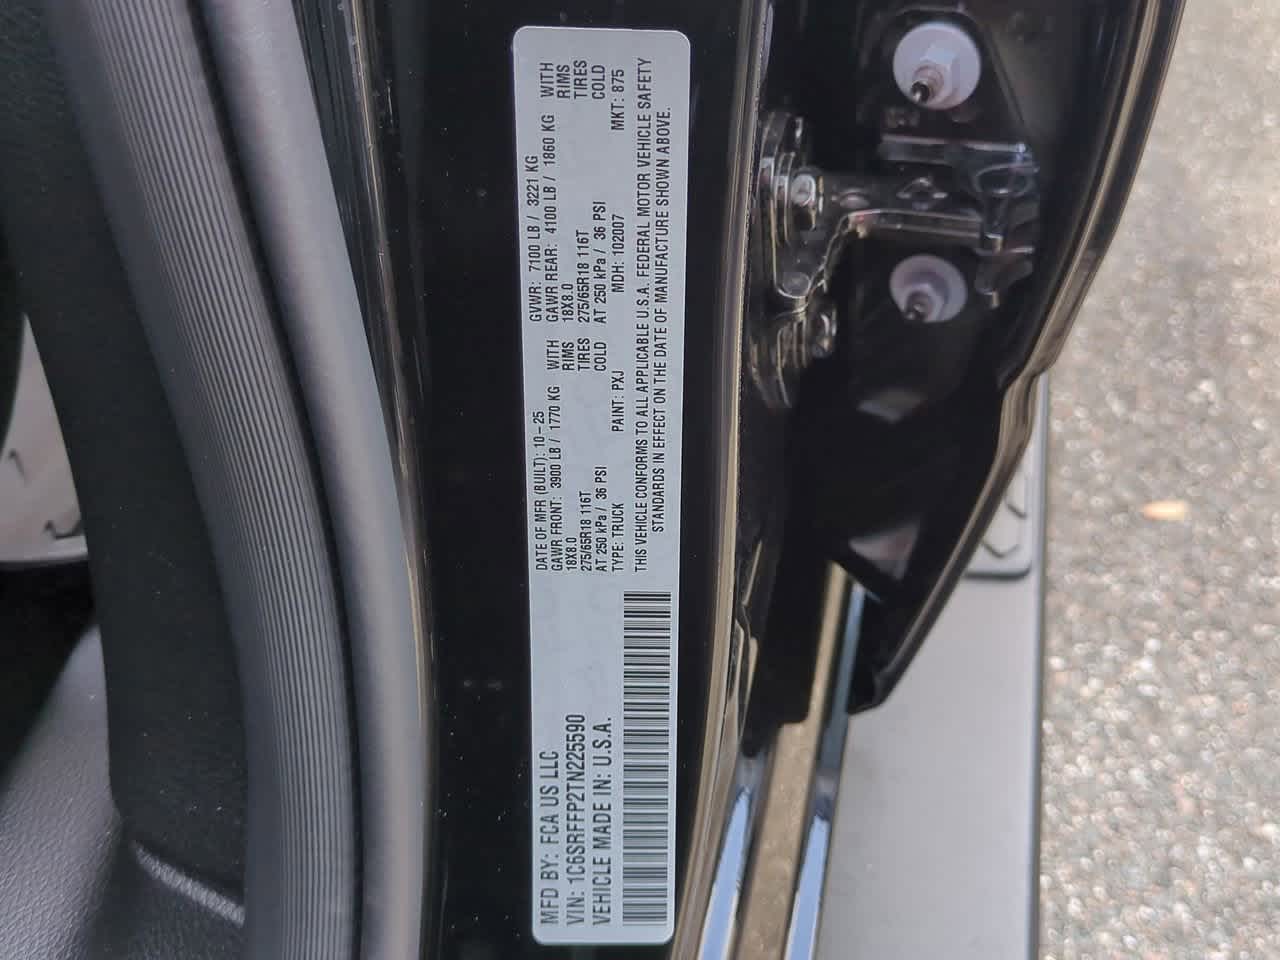 MFD BY: FCA US LLC
VIN: 1C6SRFFP2TN225590
VEHICLE MADE IN: U.S.A.
DATE OF MFR (BUILT): 10-25 GVWR: 7100 LB / 3221 KG
GAWR FRONT: 3900 LB / 1770 KG WITH GAWR REAR: 4100 LB / 1860 KG WITH
18X8.0 RIMS 18X8.0 RIMS
275/65R18 116T TIRES 275/65R18 116T TIRES
AT 250 kPa / 36 PSI COLD AT 250 kPa / 36 PSI COLD
TYPE: TRUCK PAINT: PXJ MDH: 102007 MKT: 875
THIS VEHICLE CONFORMS TO ALL APPLICABLE U.S.A. FEDERAL MOTOR VEHICLE SAFETY
STANDARDS IN EFFECT ON THE DATE OF MANUFACTURE SHOWN ABOVE.